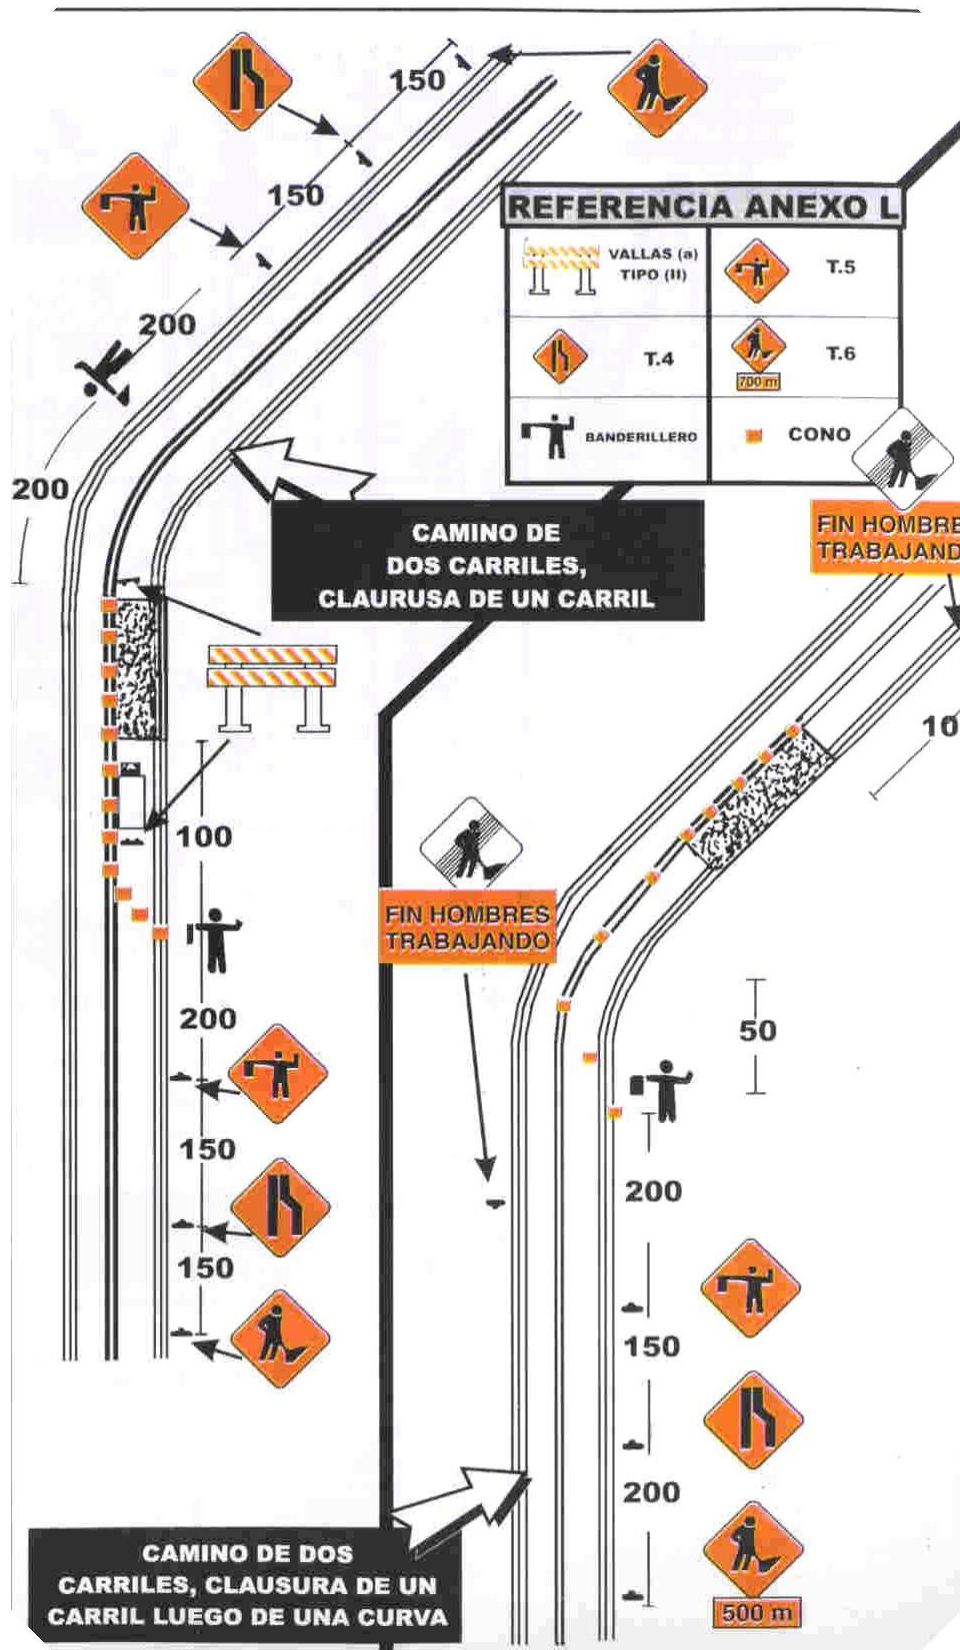 150
150
200
200
REFERENCIA ANEXO L
VALLAS (a)
TIPO (II)
T.5
T.4
T.6
700 m
BANDERILLERO
CONO
CAMINO DE
DOS CARRILES,
CLAURUSA DE UN CARRIL
FIN HOMBRE
TRABAJAND
10
100
200
150
150
FIN HOMBRES
TRABAJANDO
50
200
150
200
500 m
CAMINO DE DOS
CARRILES, CLAUSURA DE UN
CARRIL LUEGO DE UNA CURVA